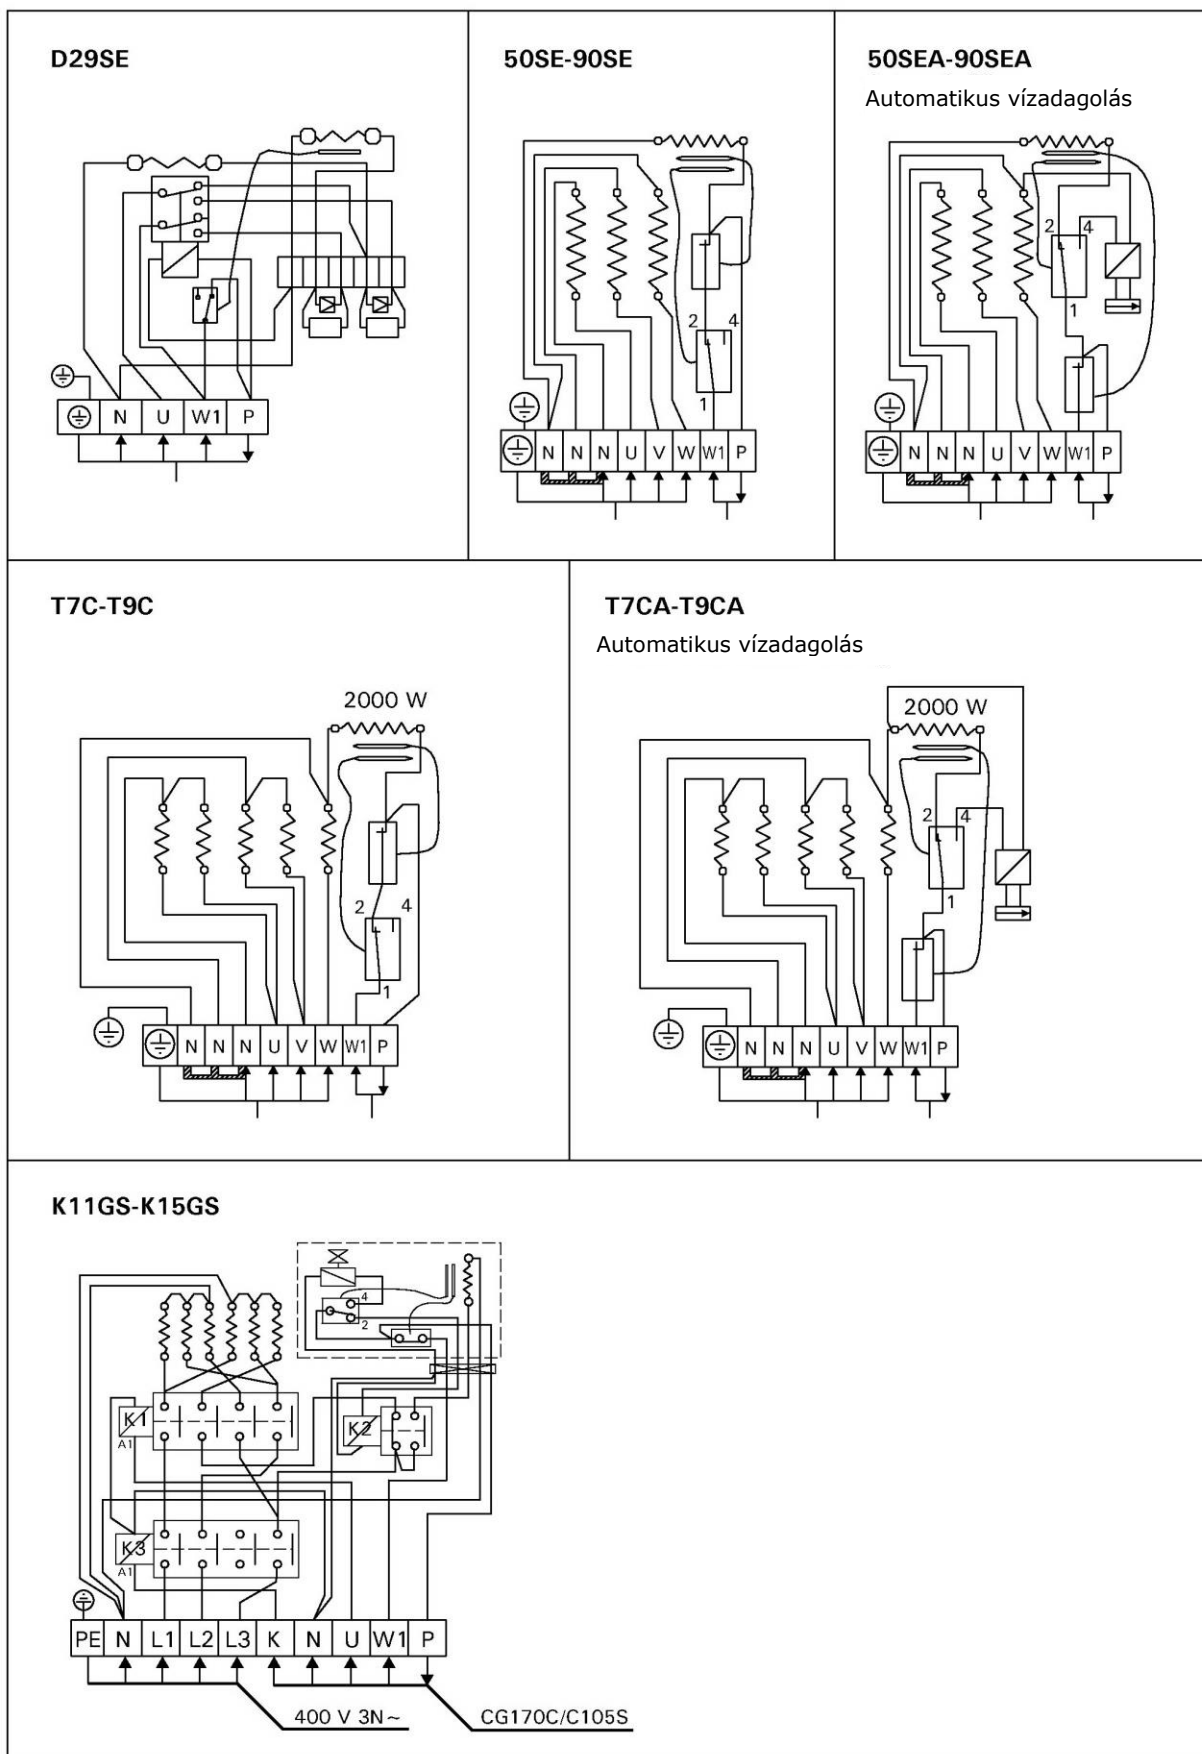 D29SE
N U W1 P
50SE-90SE
2 4
1
N N N U V W W1 P
50SEA-90SEA
Automatikus vízadagolás
2 4
1
N N N U V W W1 P
T7C-T9C
2000 W
2 4
1
N N N U V W W1 P
T7CA-T9CA
Automatikus vízadagolás
2000 W
2 4
1
N N N U V W W1 P
K11GS-K15GS
4
2
K1
A1
K2
K3
A1
PE N L1 L2 L3 K N U W1 P
400 V 3N~
CG170C/C105S